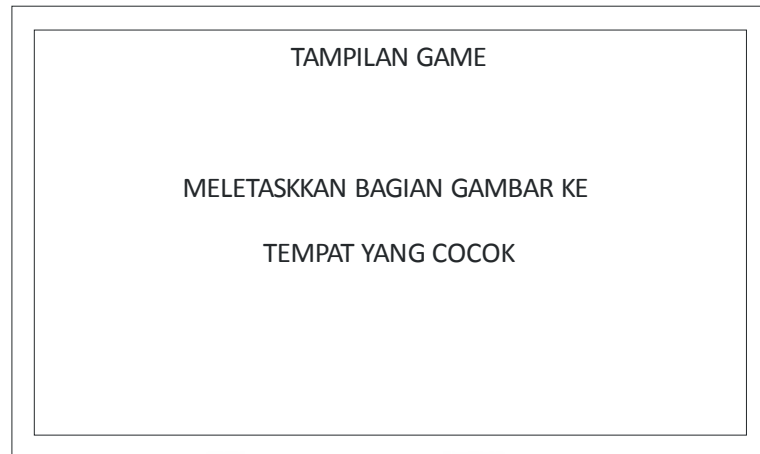 TAMPILAN GAME
MELETASKKAN BAGIAN GAMBAR KE
TEMPAT YANG COCOK